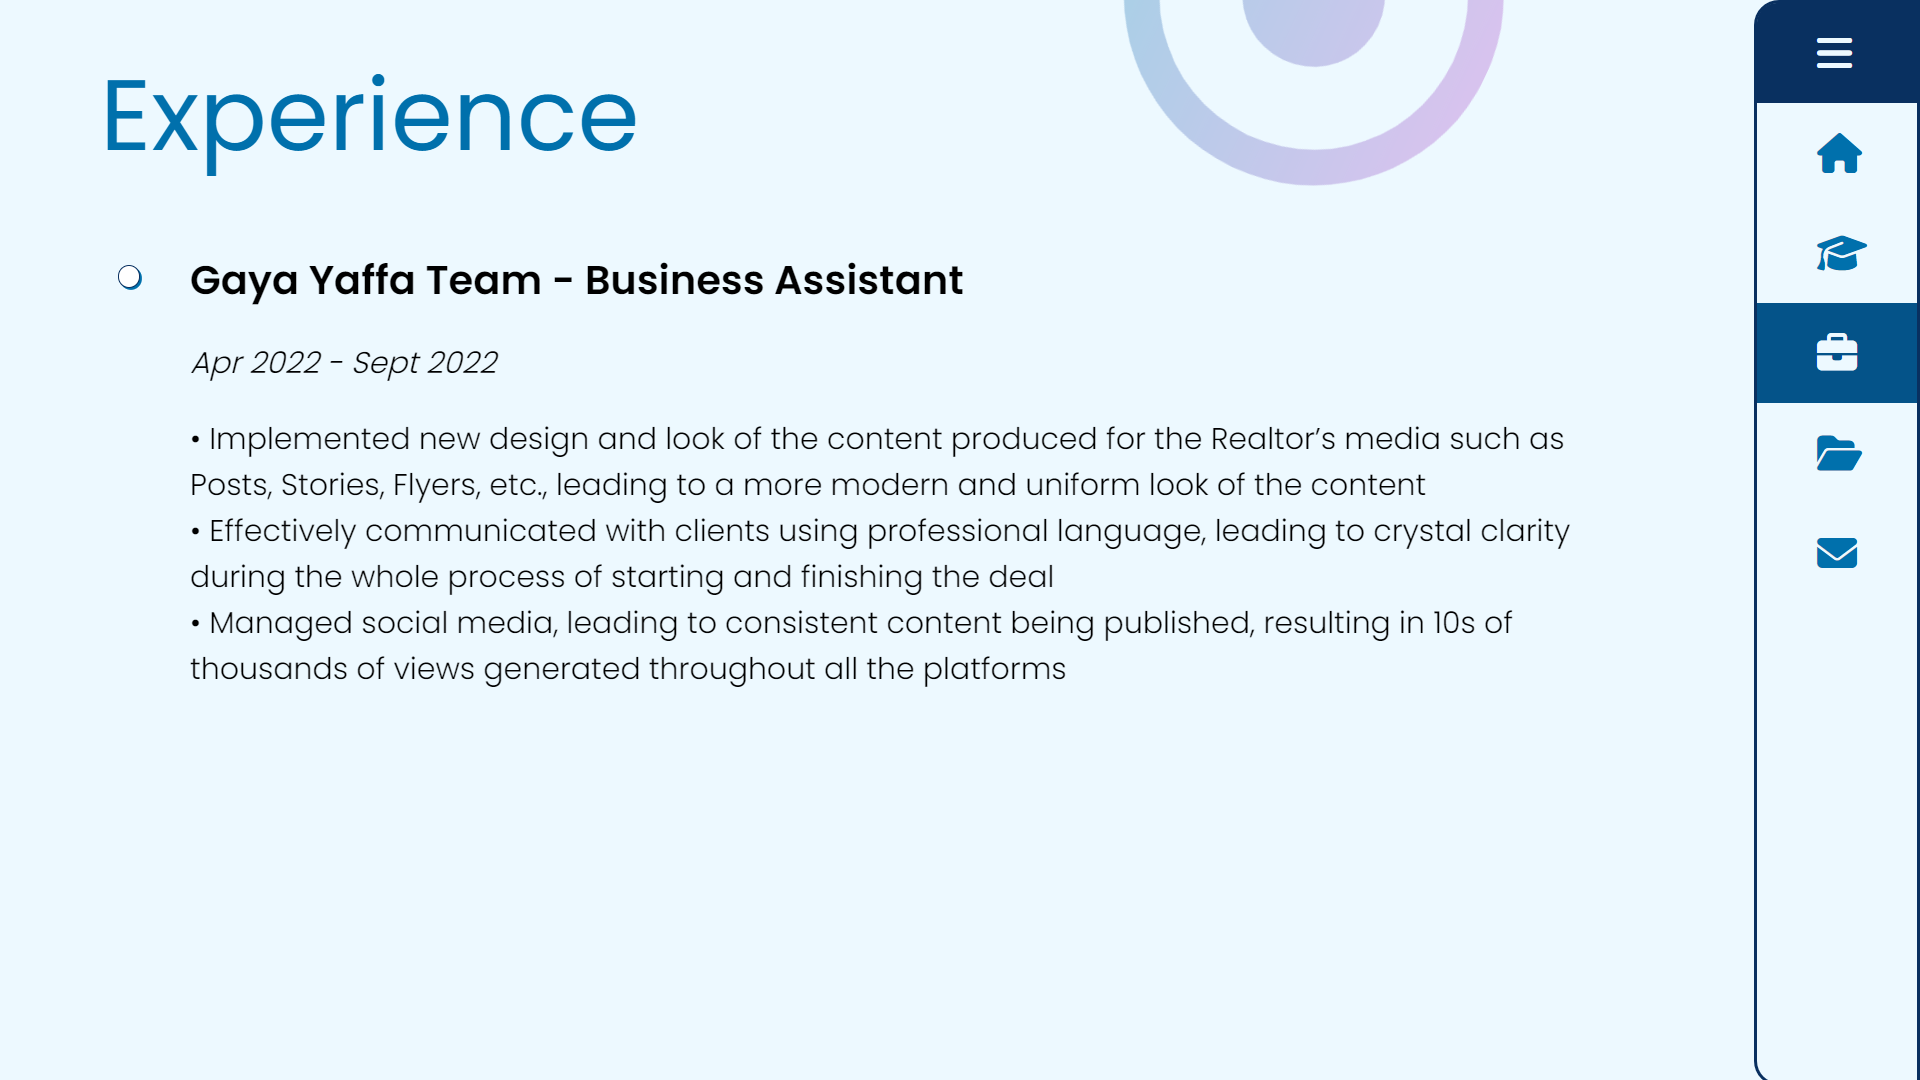 Experience
Gaya Yaffa Team - Business Assistant
Apr 2022 - Sept 2022
• Implemented new design and look of the content produced for the Realtor’s media such as
Posts, Stories, Flyers, etc., leading to a more modern and uniform look of the content
• Effectively communicated with clients using professional language, leading to crystal clarity
during the whole process of starting and finishing the deal
• Managed social media, leading to consistent content being published, resulting in 10s of
thousands of views generated throughout all the platforms